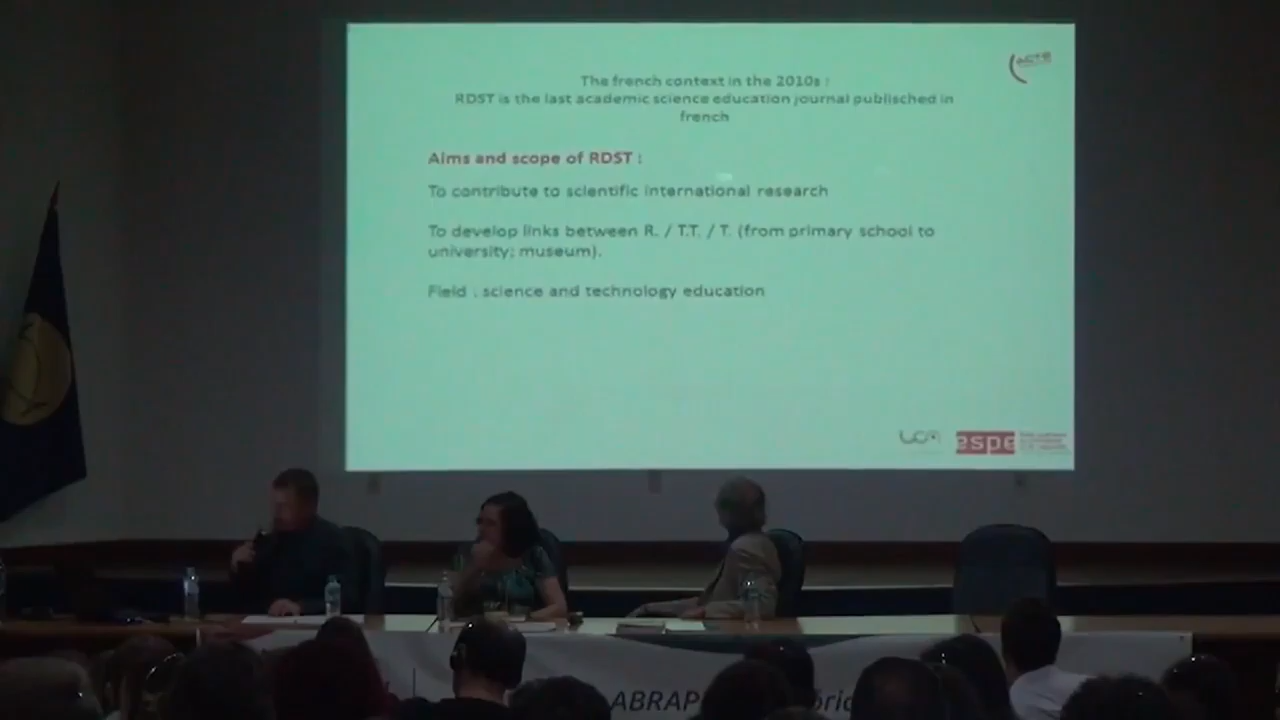 ACTé
The french context in the 2010s :
RDST is the last academic science education journal publisched in
french
Aims and scope of RDST :
To contribute to scientific international research
To develop links between R. / T.T. / T. (from primary school to
university; museum).
Field : science and technology education
espe
ABRAP